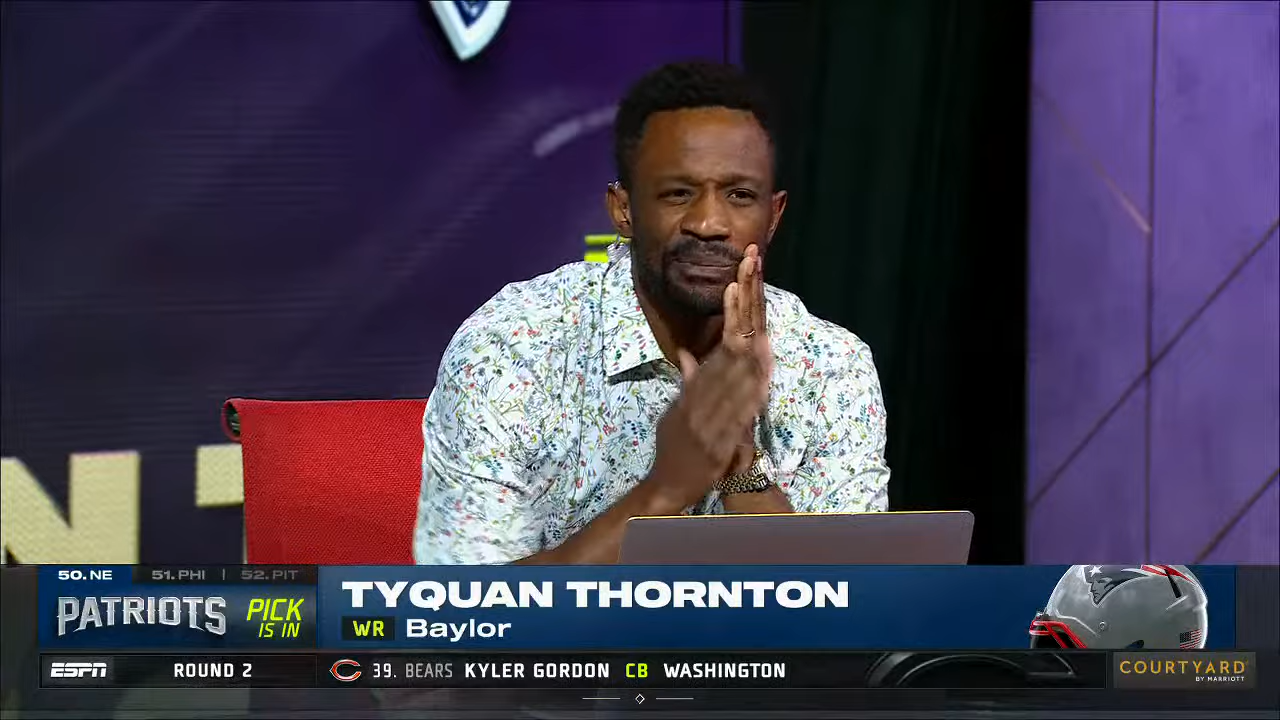 NT
50. NE 51. PHI | 52. PIT
PATRIOTS
PICK
IS IN
TYQUAN THORNTON
WR Baylor
ESPN ROUND 2 39. BEARS KYLER GORDON CB WASHINGTON
COURTYARD
BY MARRIOTT